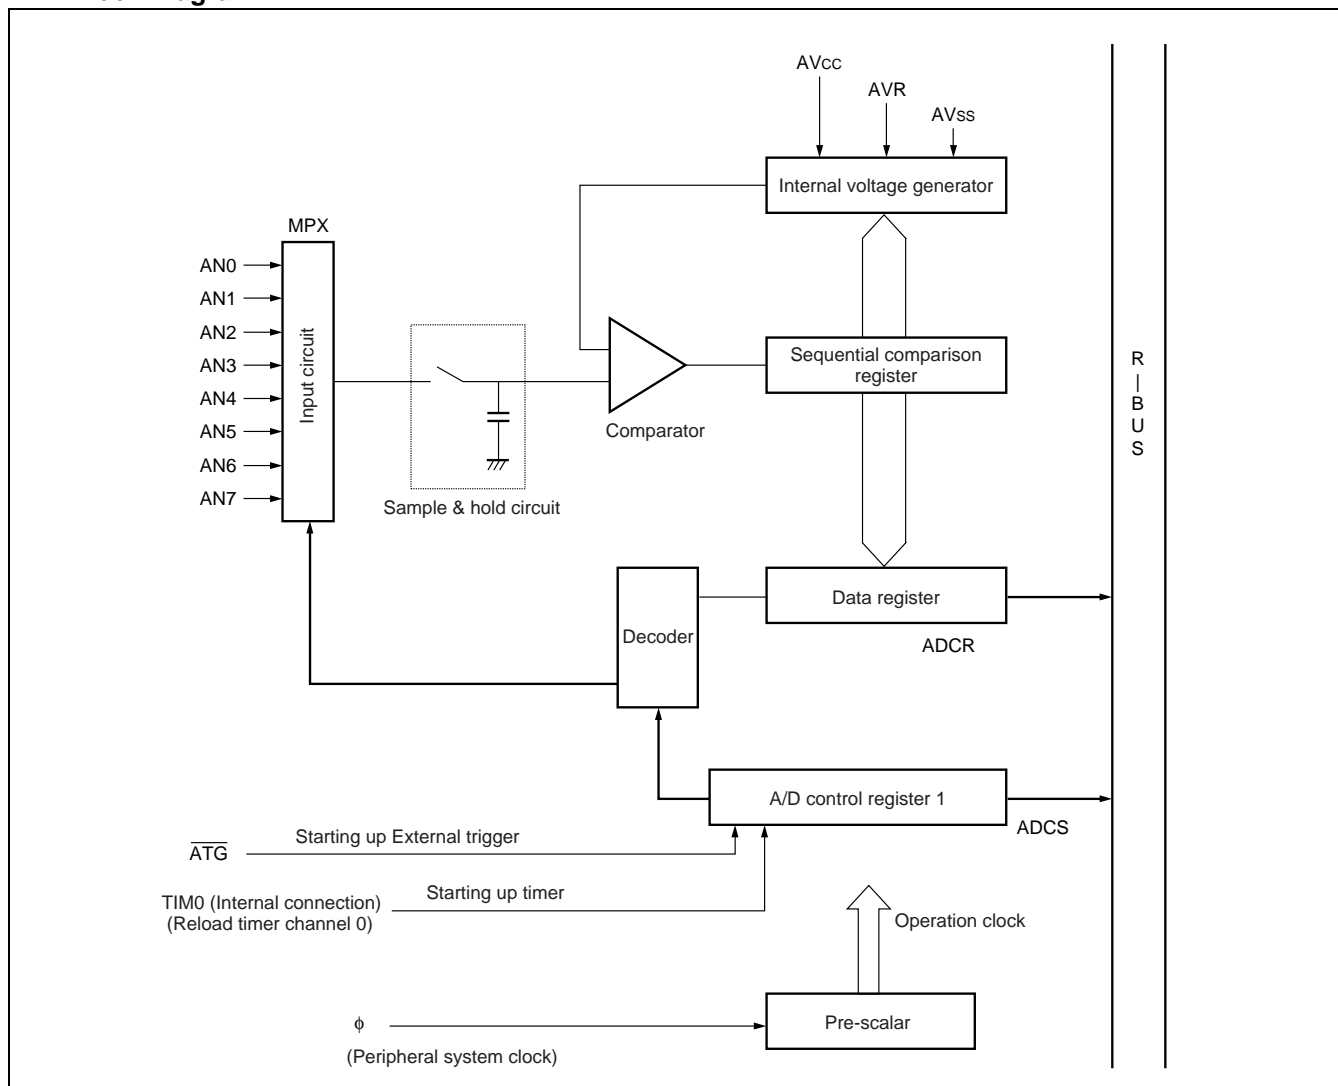 AVCC
AVR
AVSS
Internal voltage generator
MPX
AN0
AN1
AN2
AN3
AN4
AN5
AN6
AN7
Input circuit
Sample & hold circuit
Comparator
Sequential comparison
register
R
|
B
U
S
Data register
ADCR
Decoder
A/D control register 1
ADCS
ATG
Starting up External trigger
TIM0 (Internal connection)
(Reload timer channel 0)
Starting up timer
Operation clock
Pre-scalar
ϕ
(Peripheral system clock)